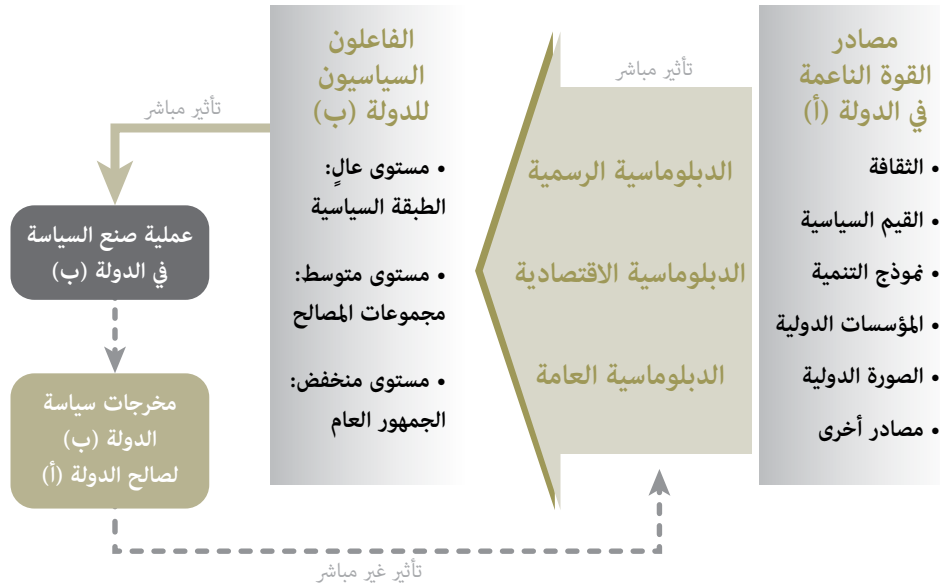 مصادر
القوة الناعمة
في الدولة (أ)
• الثقافة
• القيم السياسية
• نموذج التنمية
• المؤسسات الدولية
• الصورة الدولية
• مصادر أخرى
تأثير مباشر
الدبلوماسية الرسمية
الدبلوماسية الاقتصادية
الدبلوماسية العامة
الفاعلون
السياسيون
للدولة (ب)
• مستوى عالٍ:
الطبقة السياسية
• مستوى متوسط:
مجموعات المصالح
• مستوى منخفض:
الجمهور العام
تأثير مباشر
عملية صنع السياسة
في الدولة (ب)
مخرجات سياسة
الدولة (ب)
لصالح الدولة (أ)
تأثير غير مباشر